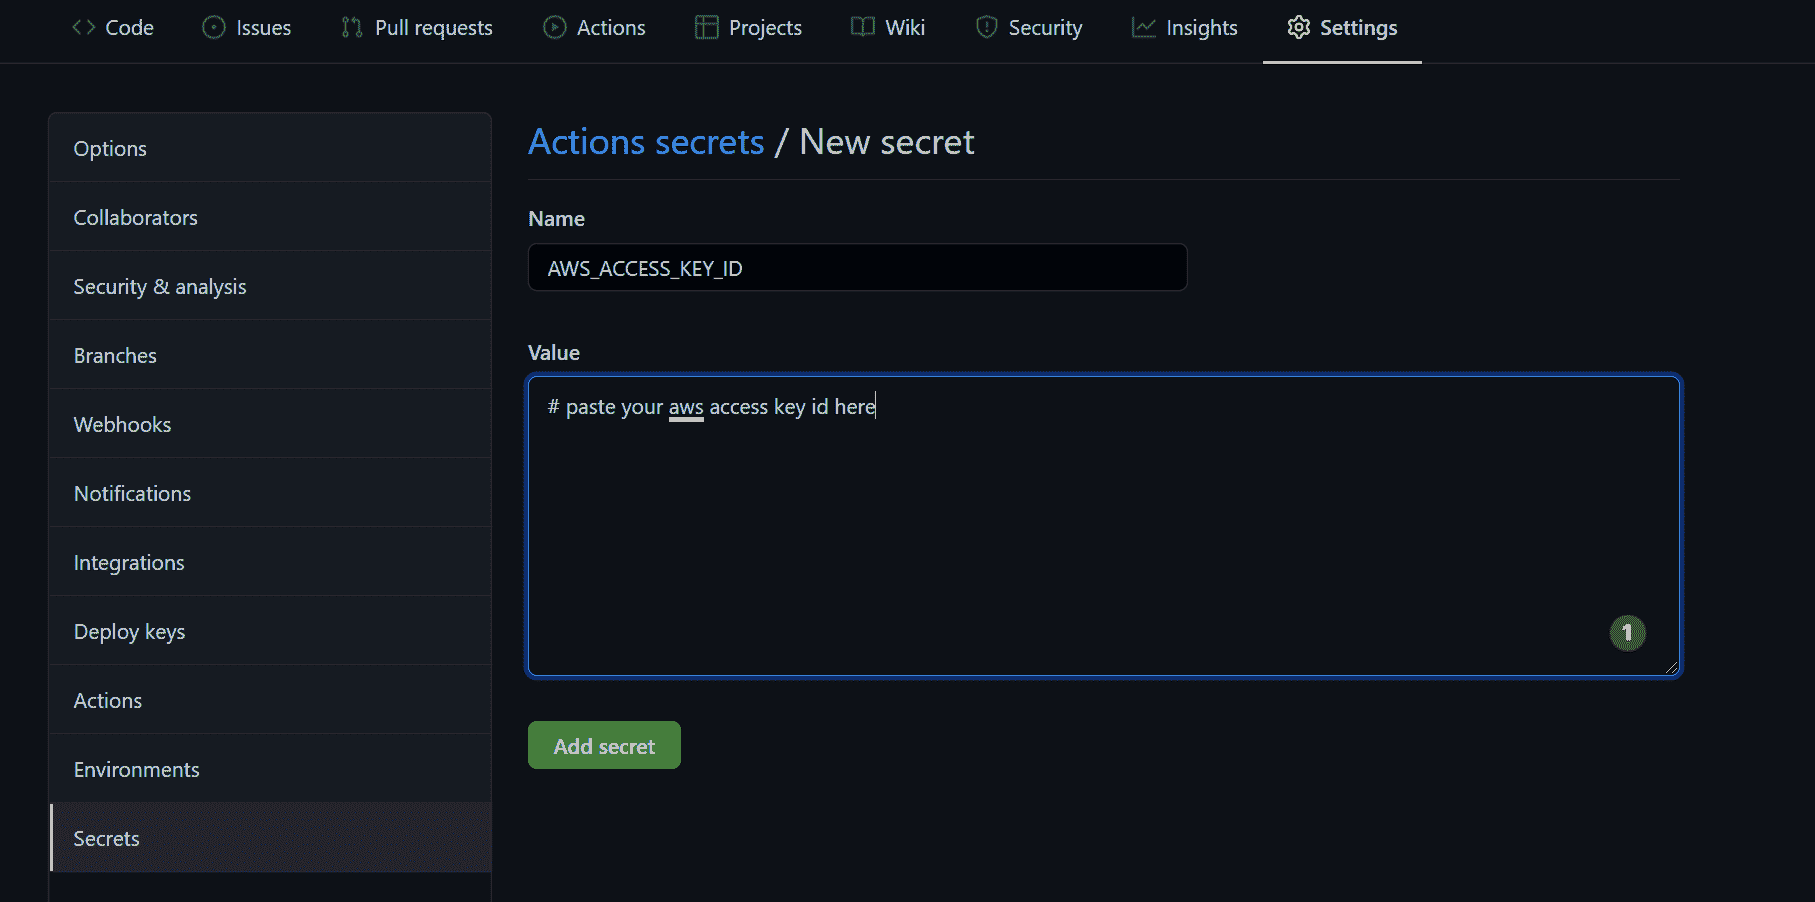 Code Issues Pull requests Actions Projects Wiki Security Insights Settings
Options
Collaborators
Security & analysis
Branches
Webhooks
Notifications
Integrations
Deploy keys
Actions
Environments
Secrets
Actions secrets / New secret
Name
AWS_ACCESS_KEY_ID
Value
# paste your aws access key id here
1
Add secret